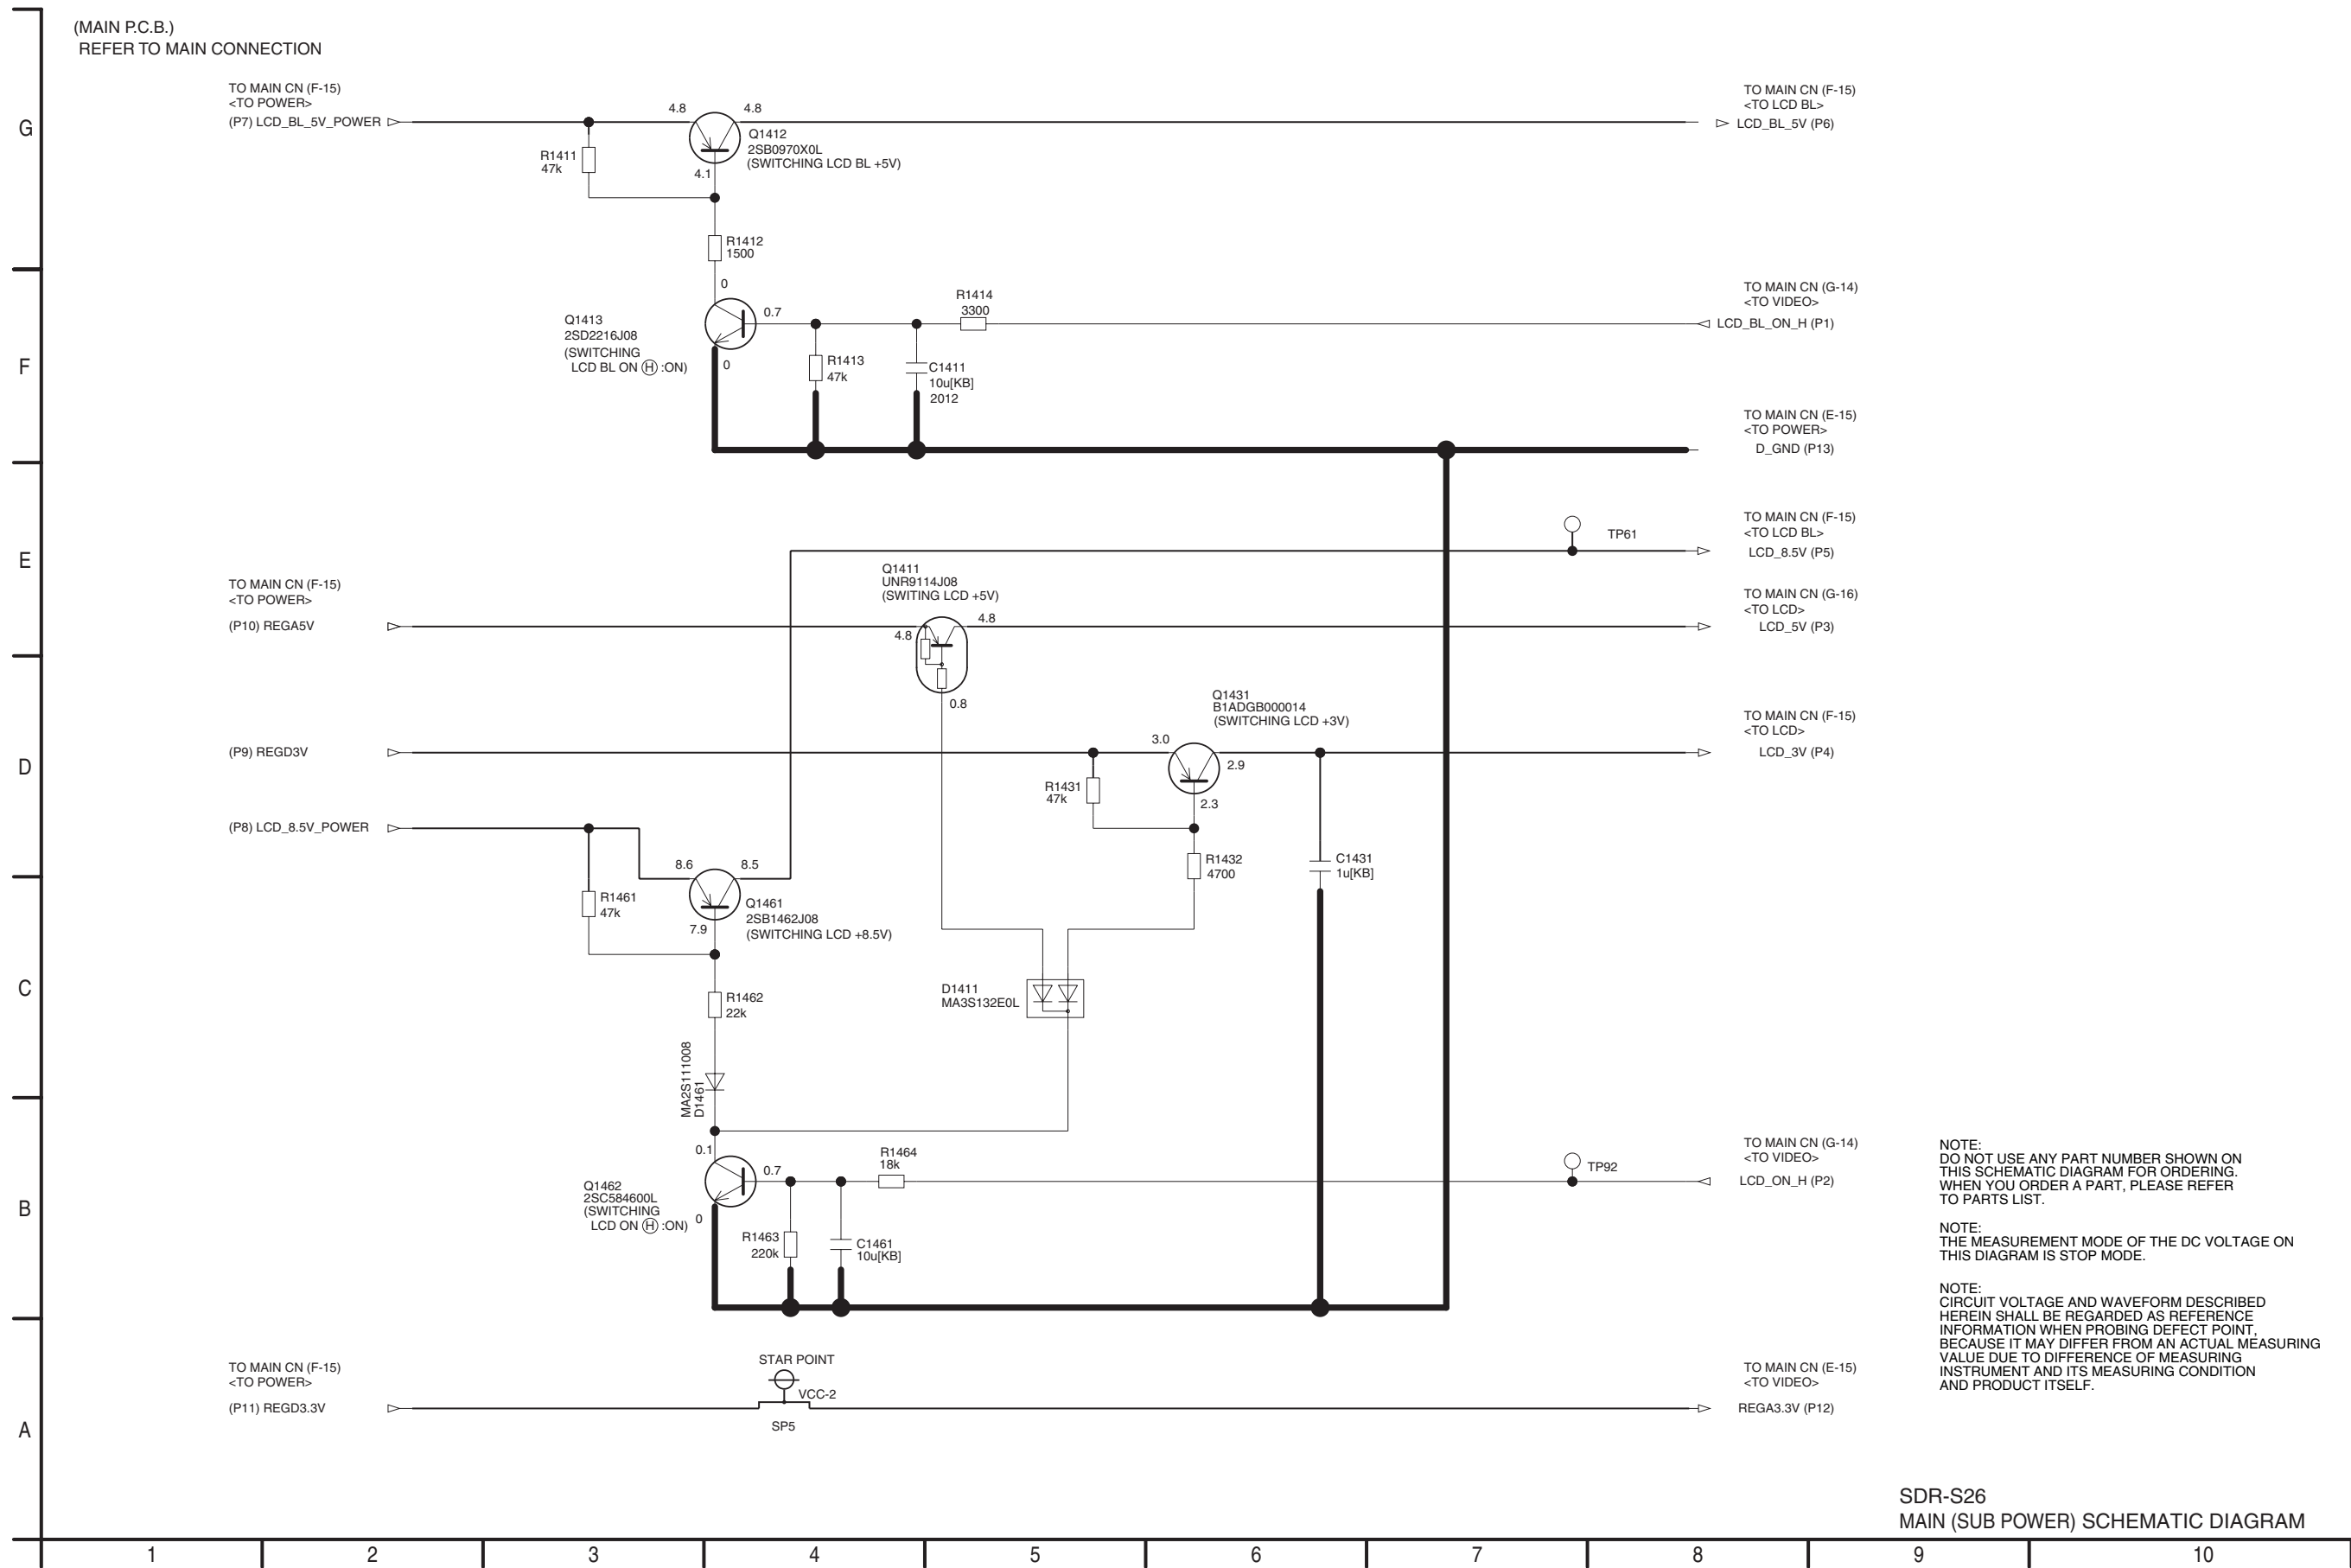 (MAIN P.C.B.)
REFER TO MAIN CONNECTION
TO MAIN CN (F-15)
<TO POWER>
(P7) LCD_BL_5V_POWER
4.8
4.8
Q1412
2SB0970X0L
(SWITCHING LCD BL +5V)
R1411
47k
4.1
TO MAIN CN (F-15)
<TO LCD BL>
LCD_BL_5V (P6)
G
R1412
1500
0
Q1413
2SD2216J08
(SWITCHING
LCD BL ON Ⓗ :ON)
0.7
0
R1414
3300
R1413
47k
C1411
10u[KB]
2012
TO MAIN CN (G-14)
<TO VIDEO>
LCD_BL_ON_H (P1)
F
TO MAIN CN (E-15)
<TO POWER>
D_GND (P13)
TP61
TO MAIN CN (F-15)
<TO LCD BL>
LCD_8.5V (P5)
E
Q1411
UNR9114J08
(SWITING LCD +5V)
TO MAIN CN (F-15)
<TO POWER>
(P10) REGA5V
4.8
4.8
0.8
TO MAIN CN (G-16)
<TO LCD>
LCD_5V (P3)
Q1431
B1ADGB000014
(SWITCHING LCD +3V)
(P9) REGD3V
3.0
2.9
R1431
47k
2.3
TO MAIN CN (F-15)
<TO LCD>
LCD_3V (P4)
D
(P8) LCD_8.5V_POWER
8.6
8.5
R1432
4700
C1431
1u[KB]
R1461
47k
Q1461
2SB1462J08
(SWITCHING LCD +8.5V)
7.9
C
R1462
22k
D1411
MA3S132E0L
MA2S111008
D1461
0.1
Q1462
2SC584600L
(SWITCHING
LCD ON Ⓗ :ON)
0.7
0
R1464
18k
R1463
220k
C1461
10u[KB]
TP92
TO MAIN CN (G-14)
<TO VIDEO>
LCD_ON_H (P2)
B
NOTE:
DO NOT USE ANY PART NUMBER SHOWN ON
THIS SCHEMATIC DIAGRAM FOR ORDERING.
WHEN YOU ORDER A PART, PLEASE REFER
TO PARTS LIST.
NOTE:
THE MEASUREMENT MODE OF THE DC VOLTAGE ON
THIS DIAGRAM IS STOP MODE.
NOTE:
CIRCUIT VOLTAGE AND WAVEFORM DESCRIBED
HEREIN SHALL BE REGARDED AS REFERENCE
INFORMATION WHEN PROBING DEFECT POINT,
BECAUSE IT MAY DIFFER FROM AN ACTUAL MEASURING
VALUE DUE TO DIFFERENCE OF MEASURING
INSTRUMENT AND ITS MEASURING CONDITION
AND PRODUCT ITSELF.
TO MAIN CN (F-15)
<TO POWER>
(P11) REGD3.3V
STAR POINT
VCC-2
SP5
TO MAIN CN (E-15)
<TO VIDEO>
REGA3.3V (P12)
A
SDR-S26
MAIN (SUB POWER) SCHEMATIC DIAGRAM
1
2
3
4
5
6
7
8
9
10